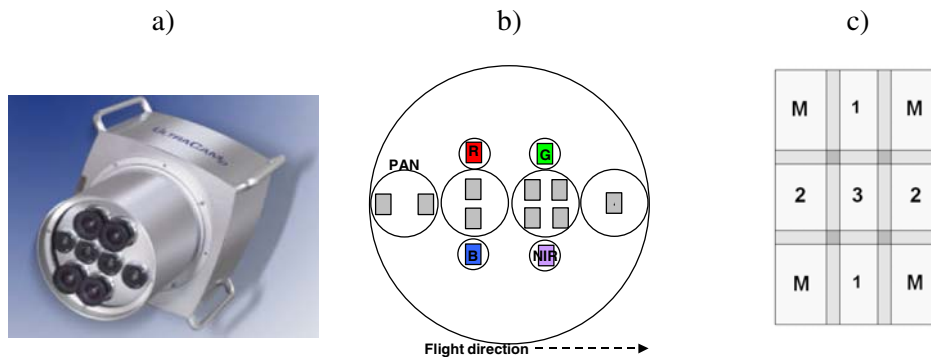 a) b) c)
ULTRACAMD
PAN
R G
B NIR
Flight direction
M 1 M
2 3 2
M 1 M